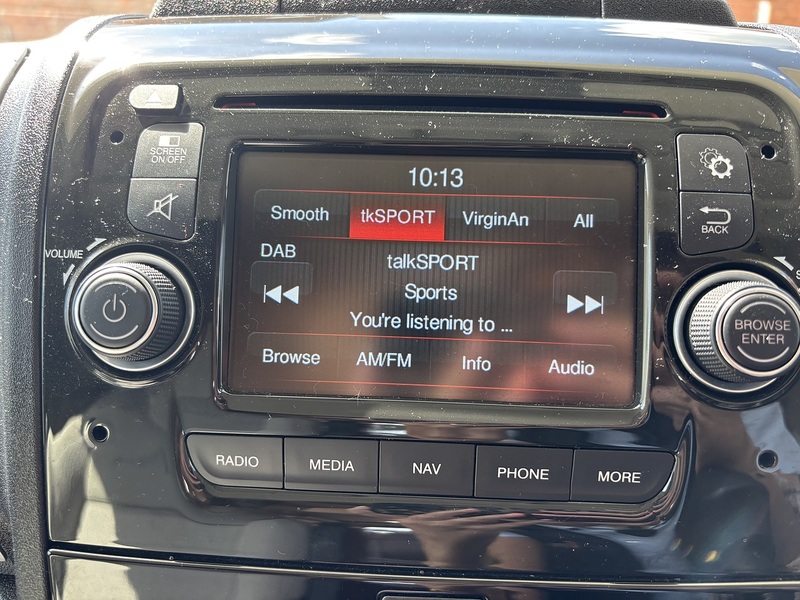 10:13
SCREEN
ON/OFF
Smooth tkSPORT VirginAn All
BACK
VOLUME
DAB
talkSPORT
Sports
You're listening to ...
BROWSE
ENTER
Browse AM/FM Info Audio
RADIO MEDIA NAV PHONE MORE